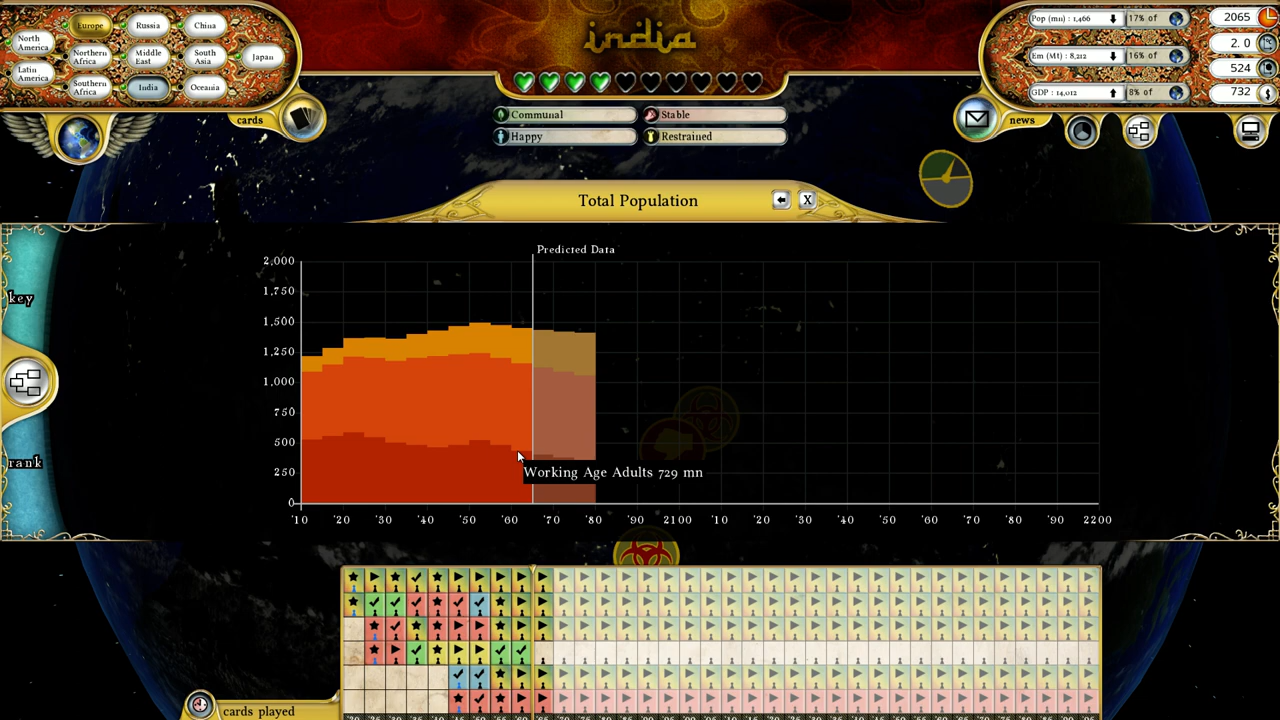 Europe
Russia
China
North America
Northern Africa
Middle East
South Asia
Japan
Latin America
Southern Africa
India
Oceania
cards
india
Communal
Stable
Happy
Restrained
Pop (mn) : 1,466
17% of
2065
Em (Mt) : 8,212
16% of
2. 0
524
GDP : 14,012
8% of
732
news
Total Population
X
key
rank
Predicted Data
2,000
1,750
1,500
1,250
1,000
750
500
250
0
Working Age Adults 729 mn
'10 '20 '30 '40 '50 '60 '70 '80 '90 2100 '10 '20 '30 '40 '50 '60 '70 '80 '90 2200
cards played